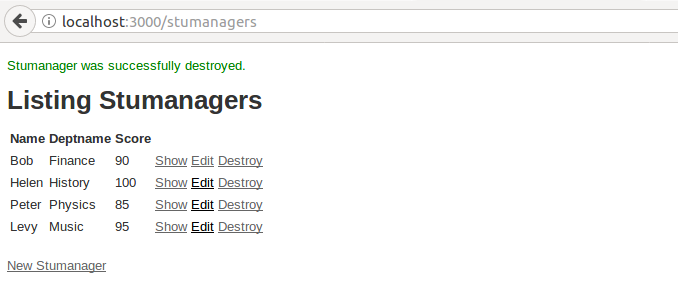 localhost:3000/stumanagers
Stumanager was successfully destroyed.
Listing Stumanagers
Name Deptname Score
Bob Finance 90 Show Edit Destroy
Helen History 100 Show Edit Destroy
Peter Physics 85 Show Edit Destroy
Levy Music 95 Show Edit Destroy
New Stumanager